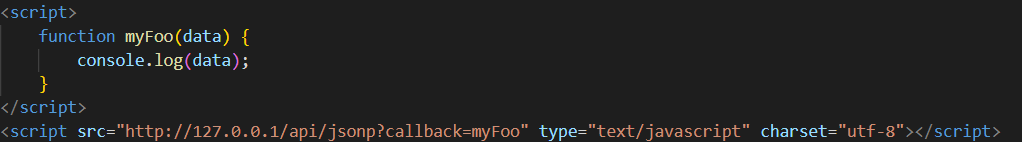 <script>
    function myFoo(data) {
        console.log(data);
    }
</script>
<script src="http://127.0.0.1/api/jsonp?callback=myFoo" type="text/javascript" charset="utf-8"></script>